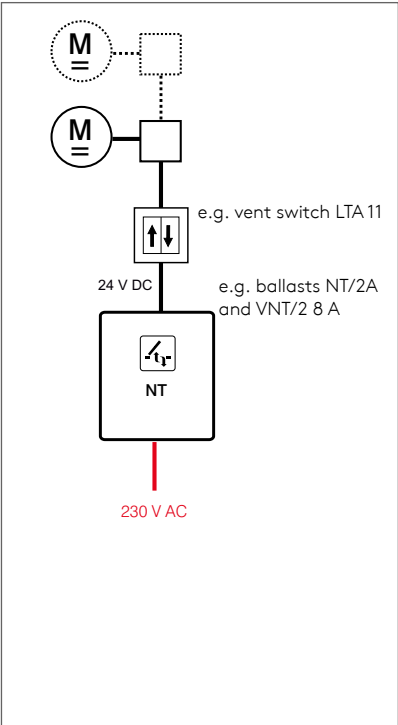 M
M
e.g. vent switch LTA 11
24 V DC
e.g. ballasts NT/2A
and VNT/2 8 A
t
NT
230 V AC